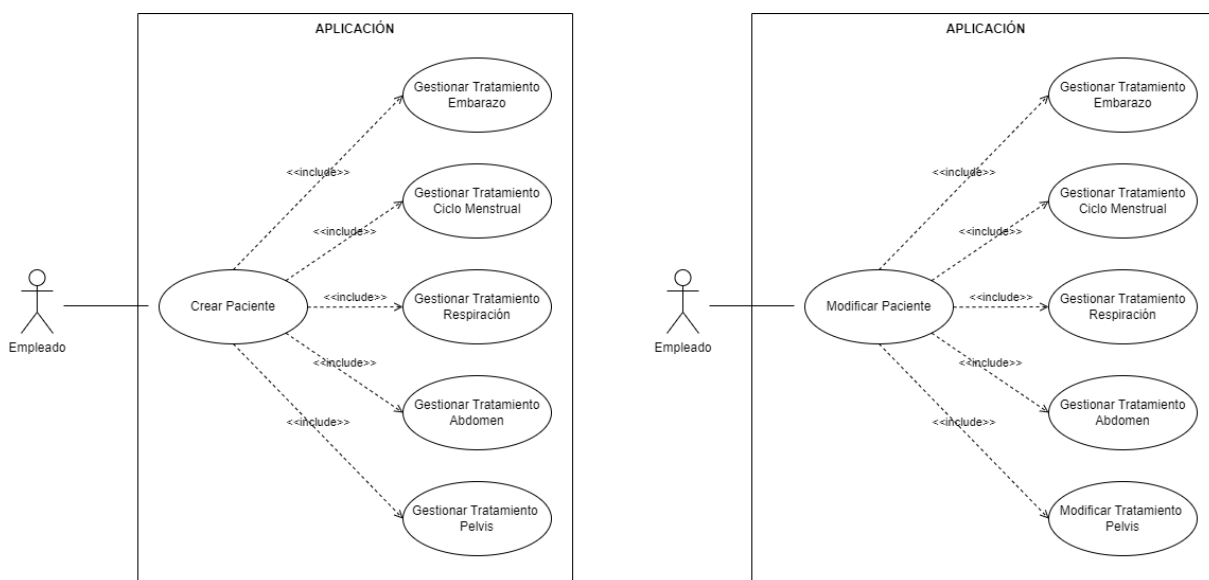 APLICACIÓN
Gestionar Tratamiento
Embarazo
<<include>>
Gestionar Tratamiento
Ciclo Menstrual
<<include>>
Empleado
Crear Paciente
<<include>>
Gestionar Tratamiento
Respiración
<<include>>
Gestionar Tratamiento
Abdomen
<<include>>
Gestionar Tratamiento
Pelvis
APLICACIÓN
Gestionar Tratamiento
Embarazo
<<include>>
Gestionar Tratamiento
Ciclo Menstrual
<<include>>
Empleado
Modificar Paciente
<<include>>
Gestionar Tratamiento
Respiración
<<include>>
Gestionar Tratamiento
Abdomen
<<include>>
Modificar Tratamiento
Pelvis